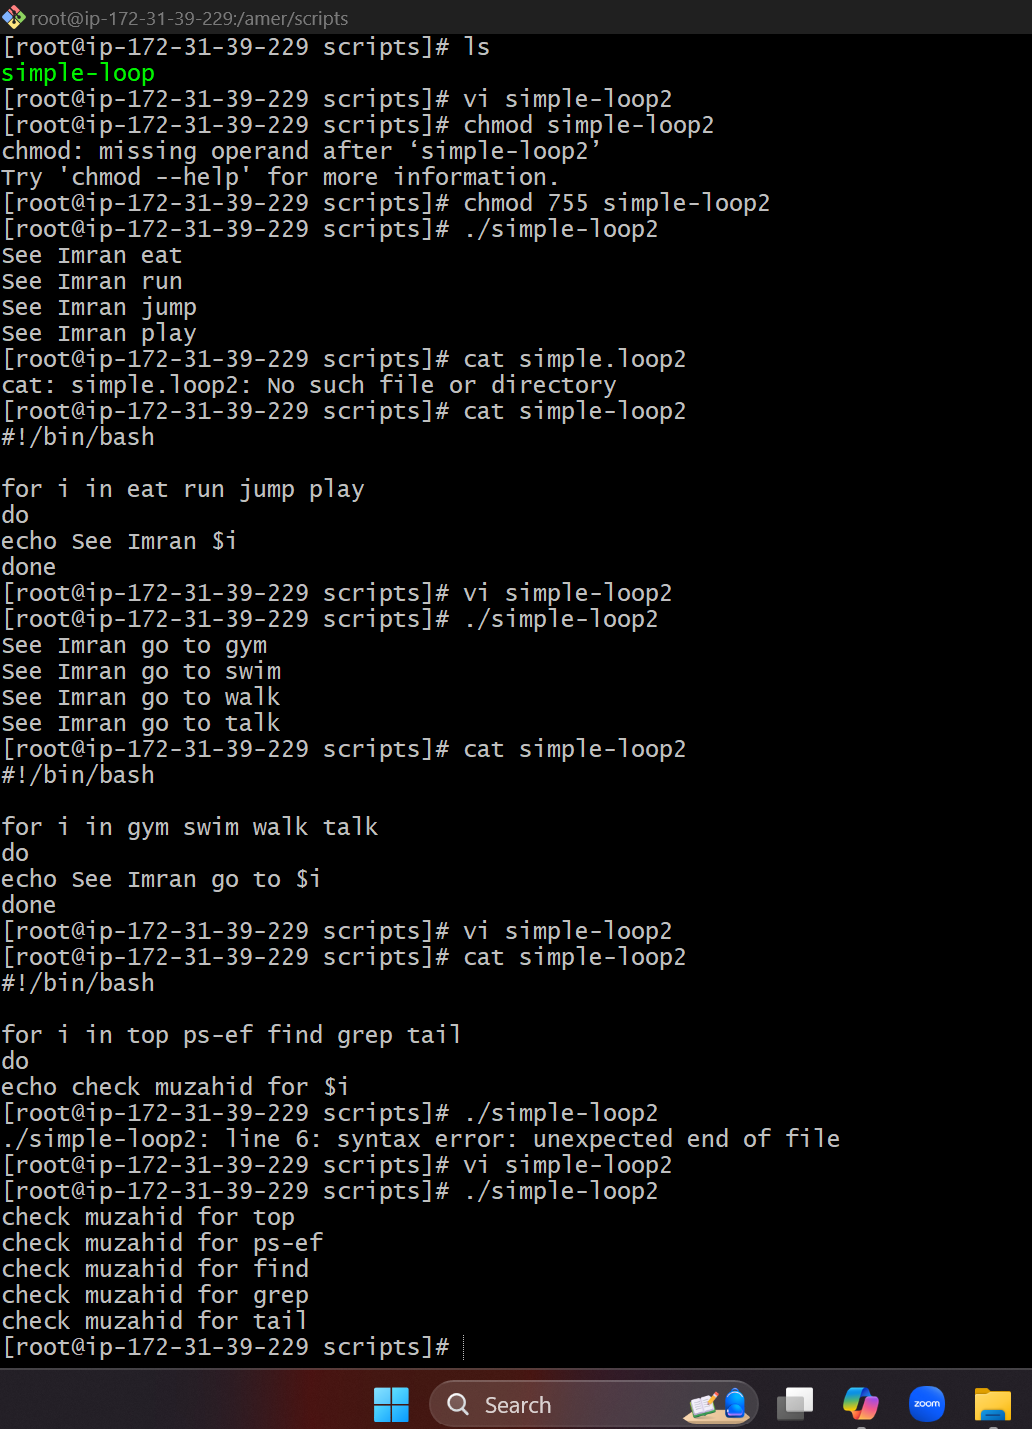 root@ip-172-31-39-229:/amer/scripts
[root@ip-172-31-39-229 scripts]# ls
simple-loop
[root@ip-172-31-39-229 scripts]# vi simple-loop2
[root@ip-172-31-39-229 scripts]# chmod simple-loop2
chmod: missing operand after ‘simple-loop2’
Try 'chmod --help' for more information.
[root@ip-172-31-39-229 scripts]# chmod 755 simple-loop2
[root@ip-172-31-39-229 scripts]# ./simple-loop2
See Imran eat
See Imran run
See Imran jump
See Imran play
[root@ip-172-31-39-229 scripts]# cat simple.loop2
cat: simple.loop2: No such file or directory
[root@ip-172-31-39-229 scripts]# cat simple-loop2
#!/bin/bash

for i in eat run jump play
do
echo See Imran $i
done
[root@ip-172-31-39-229 scripts]# vi simple-loop2
[root@ip-172-31-39-229 scripts]# ./simple-loop2
See Imran go to gym
See Imran go to swim
See Imran go to walk
See Imran go to talk
[root@ip-172-31-39-229 scripts]# cat simple-loop2
#!/bin/bash

for i in gym swim walk talk
do
echo See Imran go to $i
done
[root@ip-172-31-39-229 scripts]# vi simple-loop2
[root@ip-172-31-39-229 scripts]# cat simple-loop2
#!/bin/bash

for i in top ps-ef find grep tail
do
echo check muzahid for $i
[root@ip-172-31-39-229 scripts]# ./simple-loop2
./simple-loop2: line 6: syntax error: unexpected end of file
[root@ip-172-31-39-229 scripts]# vi simple-loop2
[root@ip-172-31-39-229 scripts]# ./simple-loop2
check muzahid for top
check muzahid for ps-ef
check muzahid for find
check muzahid for grep
check muzahid for tail
[root@ip-172-31-39-229 scripts]#
Search
zoom